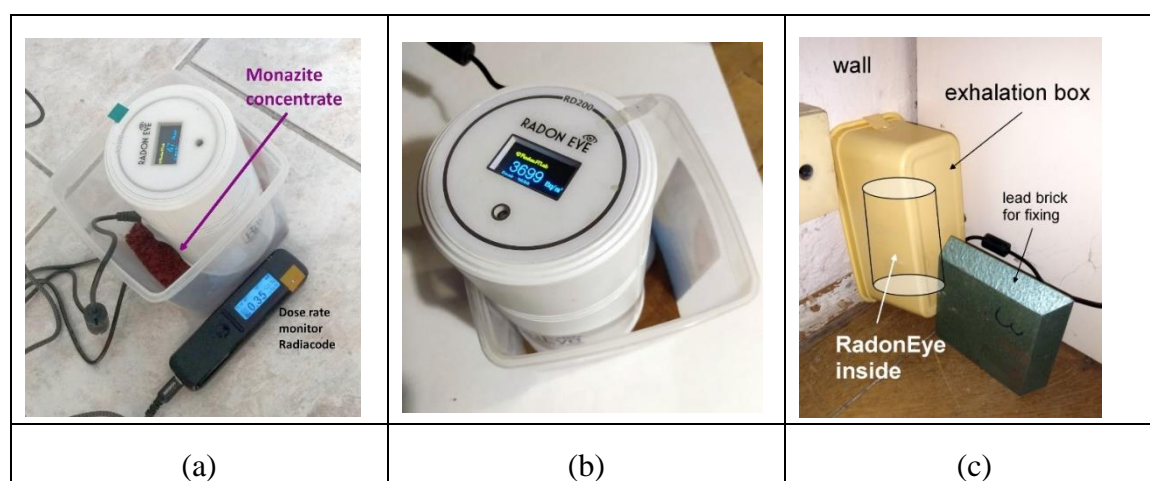 Monazite
concentrate
RADON EYE
Dose rate
monitor
Radiacode
0.35
(a)
RD200
RADON EYE
3699 Bq/m³
(b)
wall
exhalation box
lead brick
for fixing
3
RadonEye
inside
(c)